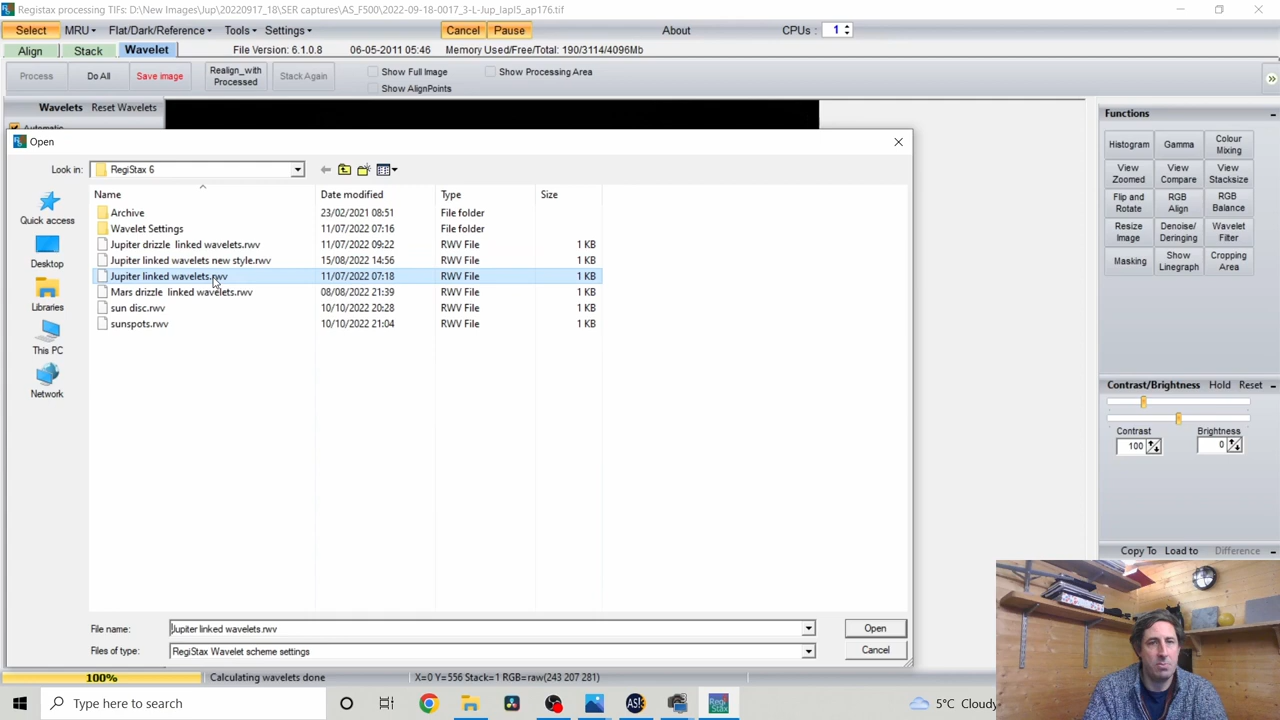 Registax processing TIFs: D:\New Images\Jup\20220917_18\SER captures\AS_F500\2022-09-18-0017_3-L-Jup_lapl5_ap176.tif
Select MRU Flat/Dark/Reference Tools Settings Cancel Pause About CPUs: 1
Align Stack Wavelet File Version: 6.1.0.8 06-05-2011 05:46 Memory Used/Free/Total: 190/3114/4096Mb
Process Do All Save image Realign_with Processed Stack Again Show Full Image Show Processing Area
Show AlignPoints
Wavelets Reset Wavelets Functions
Automatic
Open
Look in: RegiStax 6
Name Date modified Type Size
Archive 23/02/2021 08:51 File folder
Wavelet Settings 11/07/2022 07:16 File folder
Jupiter drizzle linked wavelets.rwv 11/07/2022 09:22 RWV File 1 KB
Jupiter linked wavelets new style.rwv 15/08/2022 14:56 RWV File 1 KB
Jupiter linked wavelets.rwv 11/07/2022 07:18 RWV File 1 KB
Mars drizzle linked wavelets.rwv 08/08/2022 21:39 RWV File 1 KB
sun disc.rwv 10/10/2022 20:28 RWV File 1 KB
sunspots.rwv 10/10/2022 21:04 RWV File 1 KB
Quick access
Desktop
Libraries
This PC
Network
File name: Jupiter linked wavelets.rwv Open
Files of type: RegiStax Wavelet scheme settings Cancel
Histogram Gamma Colour Mixing
View Zoomed View Compare View Stacksize
Flip and Rotate RGB Align RGB Balance
Resize Image Denoise/ Deringing Wavelet Filter
Masking Show Linegraph Cropping Area
Contrast/Brightness Hold Reset
Contrast Brightness
100 0
Copy To Load to Difference
100% Calculating wavelets done X=0 Y=556 Stack=1 RGB=raw(243 207 281)
Type here to search 5°C Cloudy